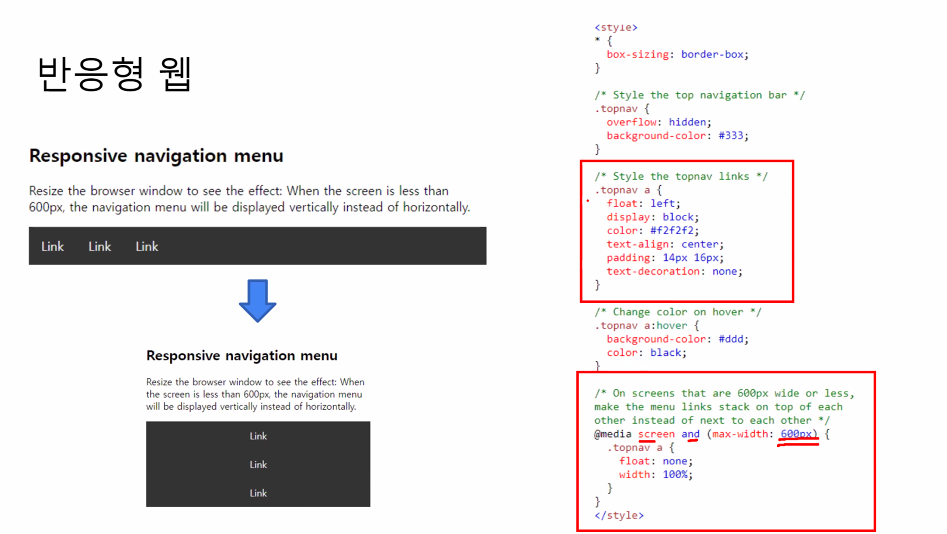 반응형 웹
Responsive navigation menu
Resize the browser window to see the effect: When the screen is less than
600px, the navigation menu will be displayed vertically instead of horizontally.
Link Link Link
Responsive navigation menu
Resize the browser window to see the effect: When
the screen is less than 600px, the navigation menu
will be displayed vertically instead of horizontally.
Link
Link
Link
<style>
* {
  box-sizing: border-box;
}
/* Style the top navigation bar */
.topnav {
  overflow: hidden;
  background-color: #333;
}
/* Style the topnav links */
.topnav a {
  float: left;
  display: block;
  color: #f2f2f2;
  text-align: center;
  padding: 14px 16px;
  text-decoration: none;
}
/* Change color on hover */
.topnav a:hover {
  background-color: #ddd;
  color: black;
}
/* On screens that are 600px wide or less,
make the menu links stack on top of each
other instead of next to each other */
@media screen and (max-width: 600px) {
  .topnav a {
    float: none;
    width: 100%;
  }
}
</style>